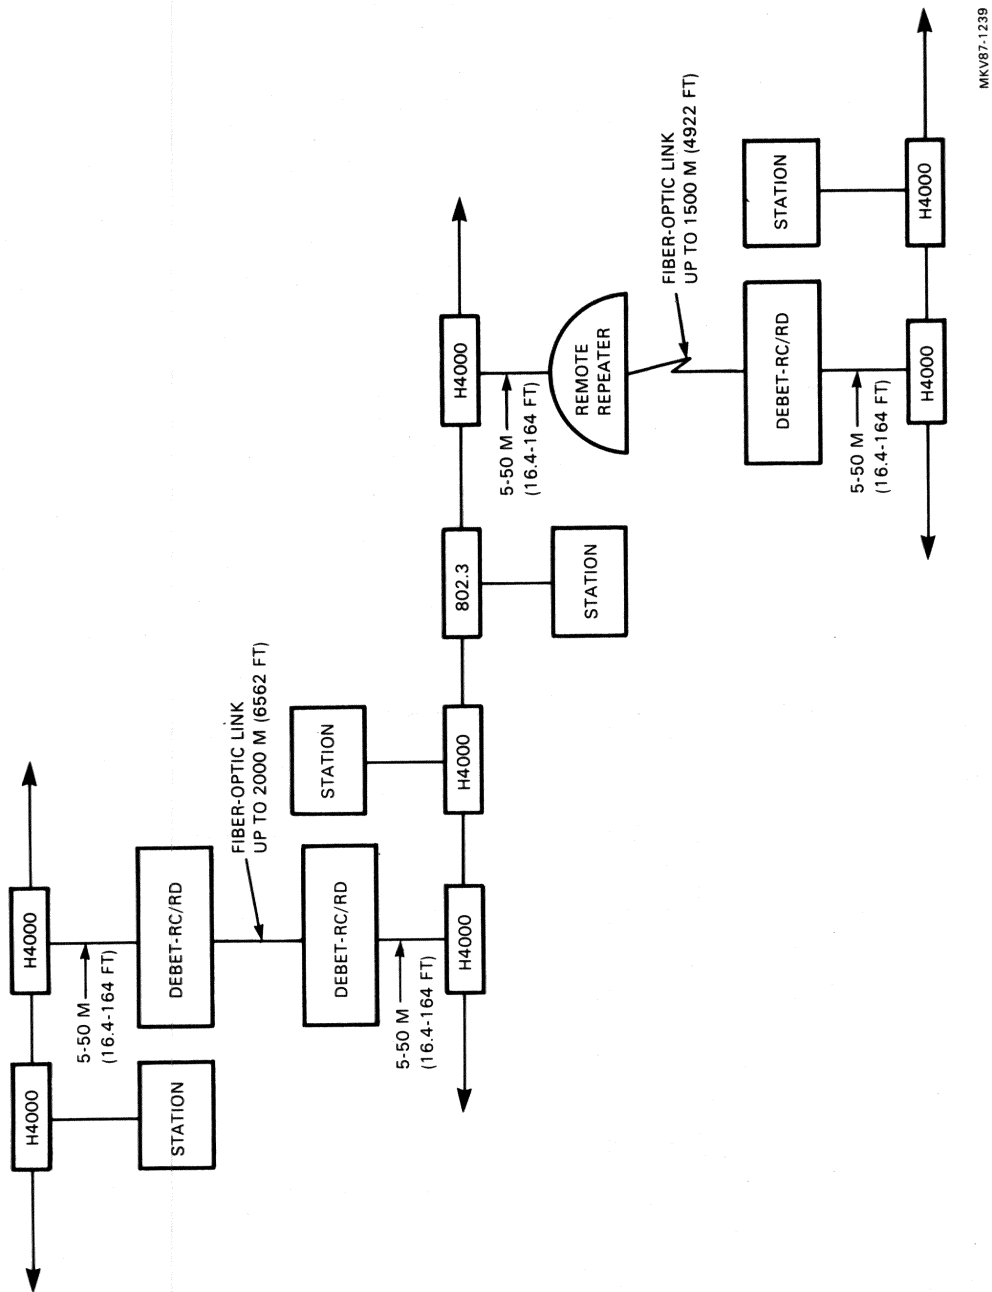 H4000
H4000
5-50 M
(16.4-164 FT)
STATION
DEBET-RC/RD
FIBER-OPTIC LINK
UP TO 2000 M (6562 FT)
DEBET-RC/RD
STATION
5-50 M
(16.4-164 FT)
H4000
H4000
802.3
H4000
5-50 M
(16.4-164 FT)
STATION
REMOTE
REPEATER
FIBER-OPTIC LINK
UP TO 1500 M (4922 FT)
DEBET-RC/RD
STATION
5-50 M
(16.4-164 FT)
H4000
H4000
MKV87-1239